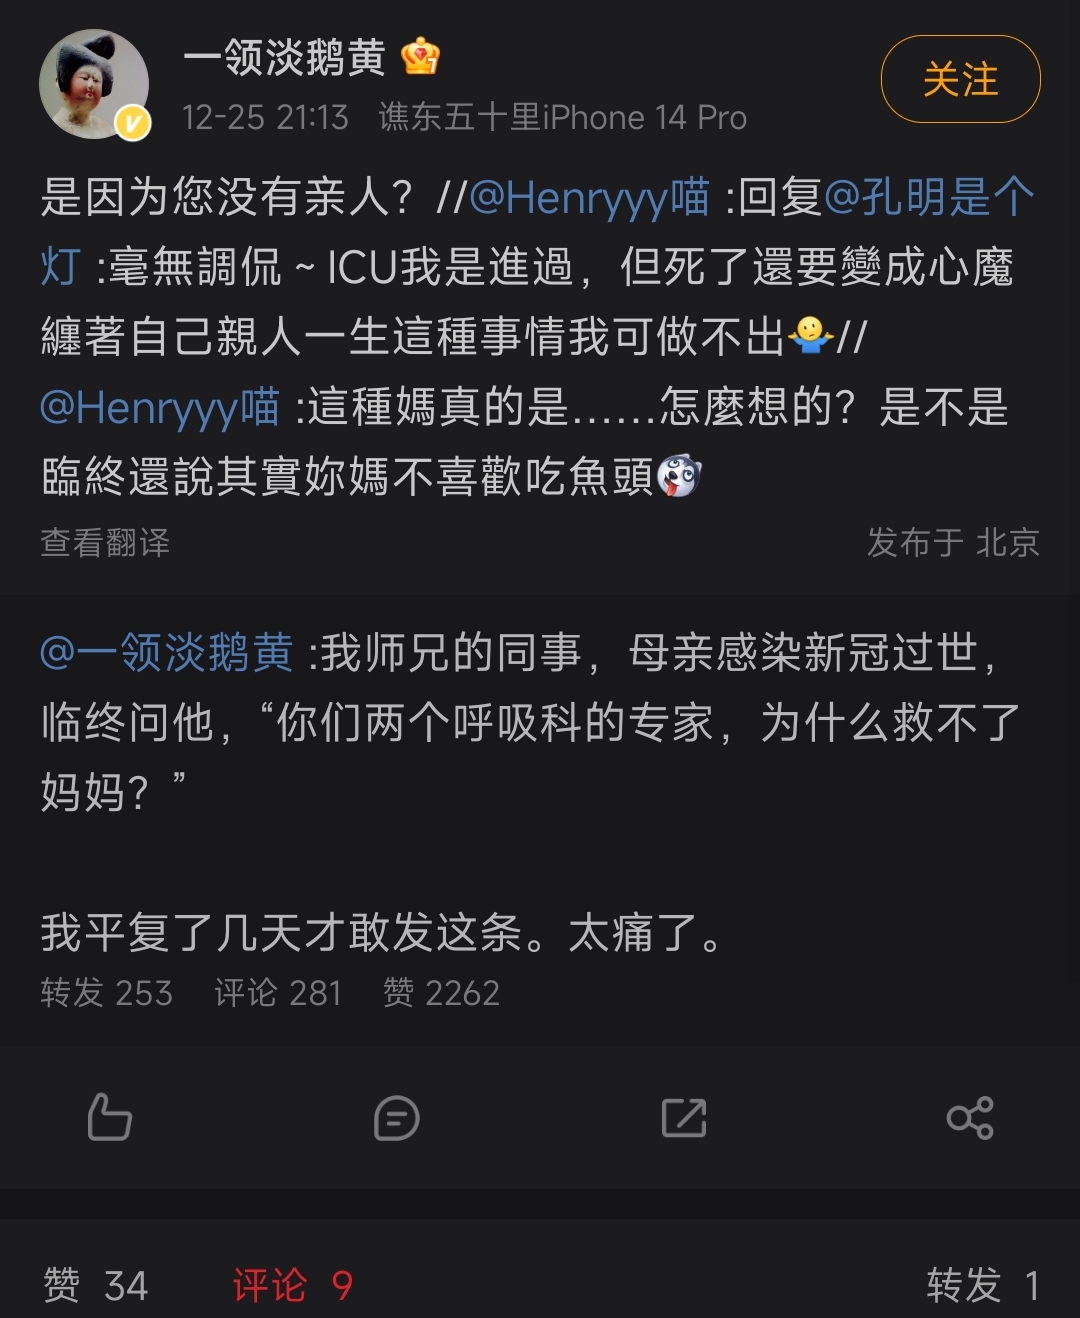 一领淡鹅黄
12-25 21:13 谯东五十里iPhone 14 Pro
关注
是因为您没有亲人？//@Henryyy喵 :回复@孔明是个
灯 :毫無調侃 ~ ICU我是進過，但死了還要變成心魔
纏著自己親人一生這種事情我可做不出🤷//
@Henryyy喵 :這種媽真的是……怎麼想的？是不是
臨終還說其實妳媽不喜歡吃魚頭
查看翻译
发布于 北京
@一领淡鹅黄 :我师兄的同事，母亲感染新冠过世，
临终问他，“你们两个呼吸科的专家，为什么救不了
妈妈？”
我平复了几天才敢发这条。太痛了。
转发 253 评论 281 赞 2262
赞 34 评论 9 转发 1